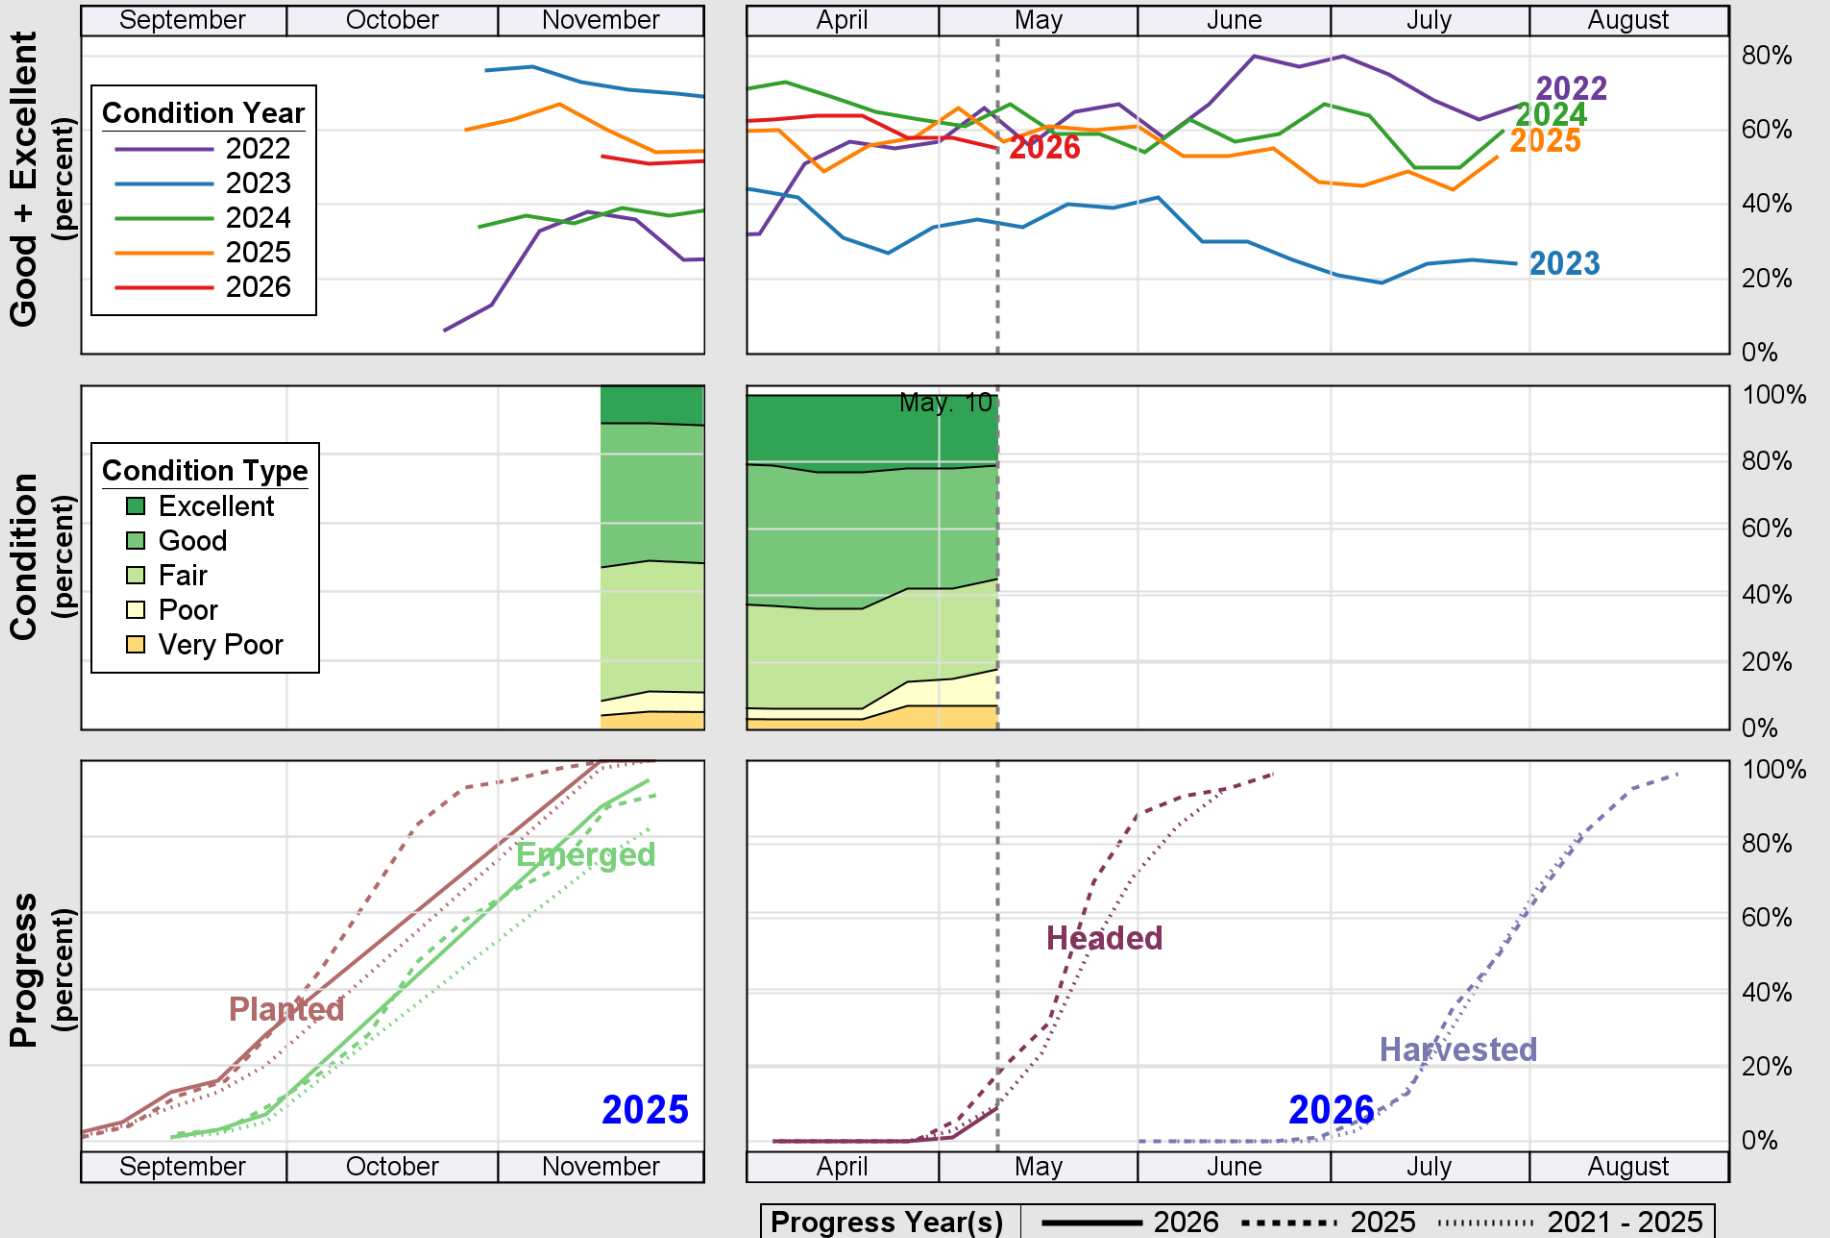 September October November April May June July August
Good + Excellent
(percent)
Condition Year
2022
2023
2024
2025
2026
80%
60%
40%
20%
0%
2022
2024
2025
2026
2023
Condition
(percent)
Condition Type
Excellent
Good
Fair
Poor
Very Poor
May. 10
100%
80%
60%
40%
20%
0%
Progress
(percent)
Planted
Emerged
2025
Headed
Harvested
2026
100%
80%
60%
40%
20%
0%
September October November April May June July August
Progress Year(s) 2026 2025 2021 - 2025